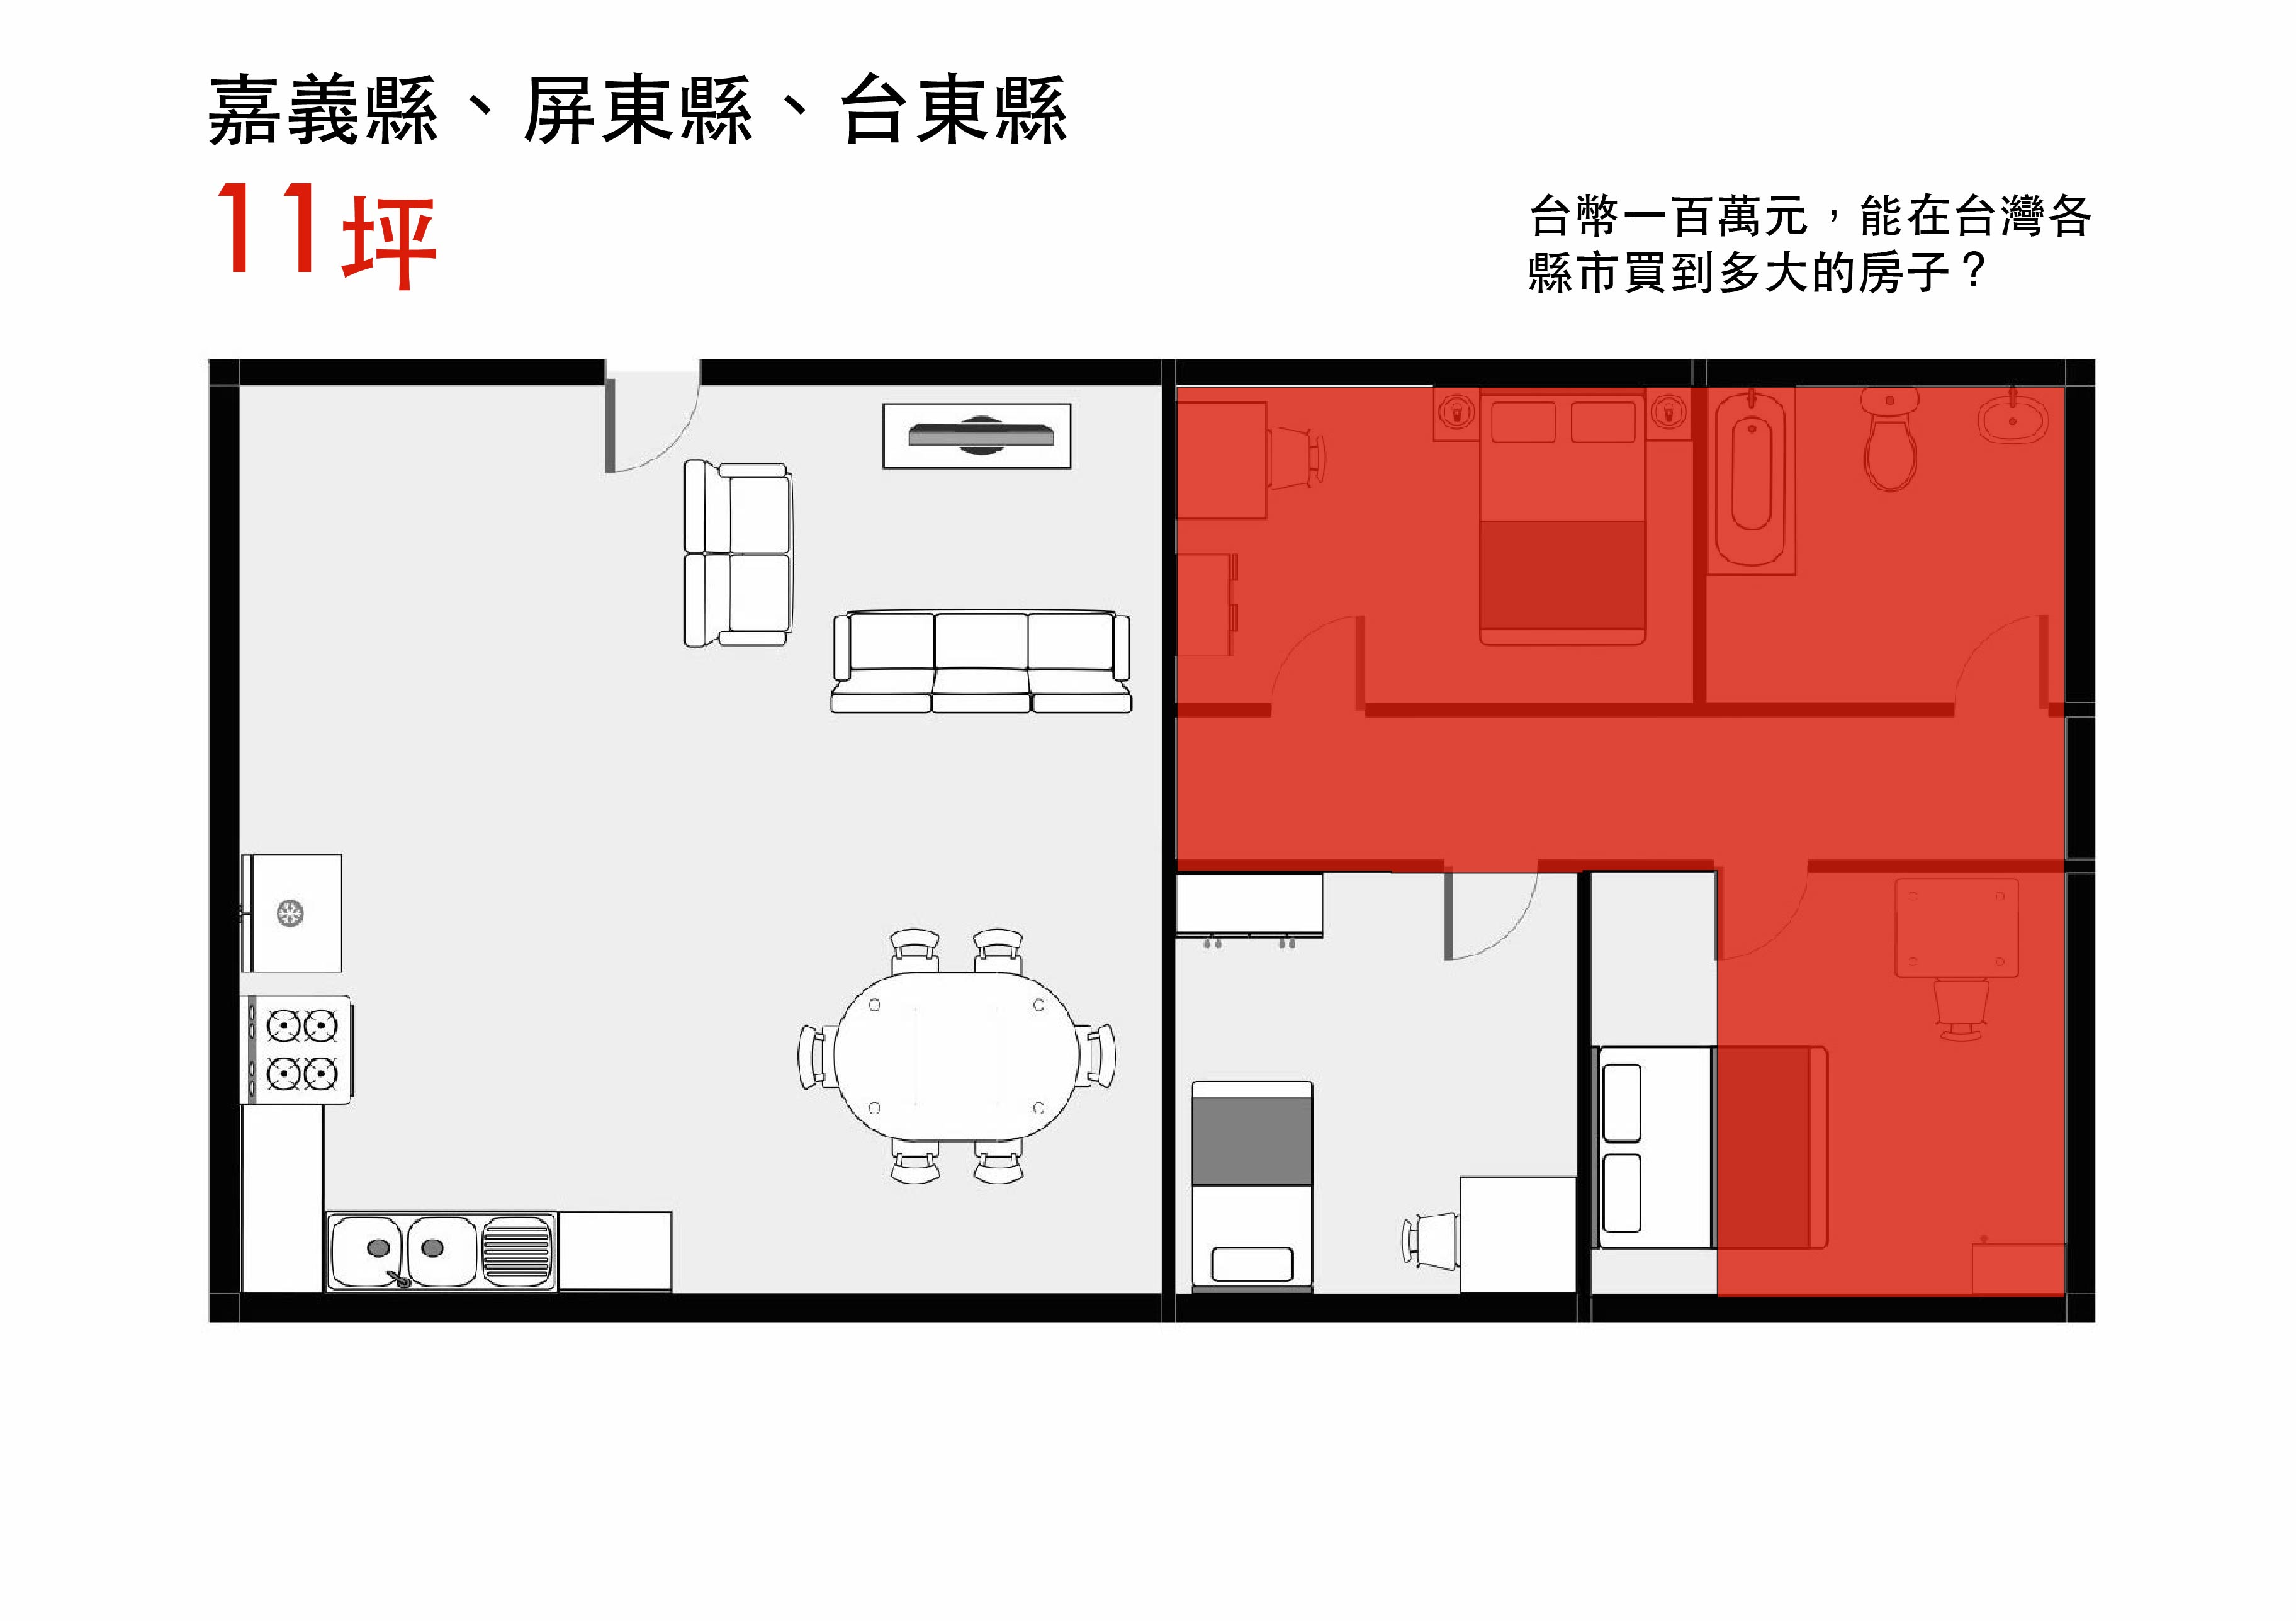 嘉義縣、屏東縣、台東縣
11坪
台幣一百萬元，能在台灣各
縣市買到多大的房子？